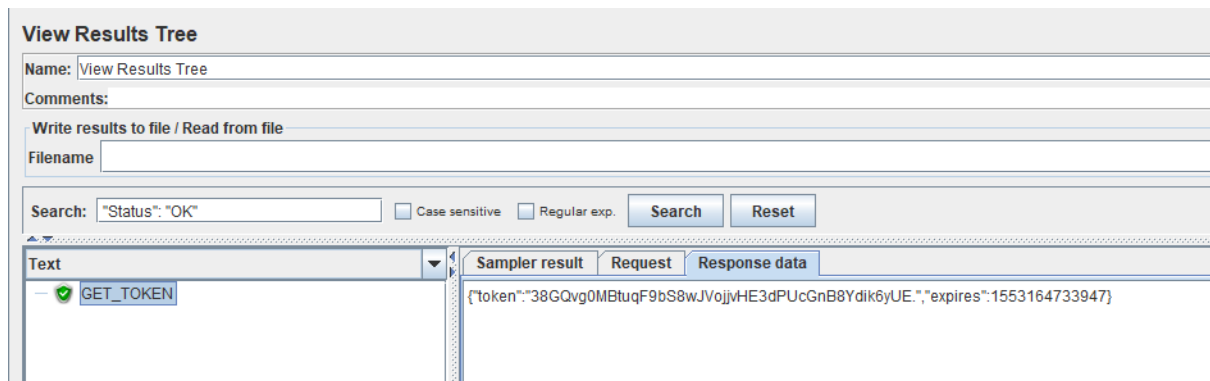 View Results Tree
Name: View Results Tree
Comments:
Write results to file / Read from file
Filename
Search: "Status": "OK" Case sensitive Regular exp. Search Reset
Text Sampler result Request Response data
GET_TOKEN
{"token":"38GQvg0MBtuqF9bS8wJVojjvHE3dPUcGnB8Ydik6yUE.","expires":1553164733947}